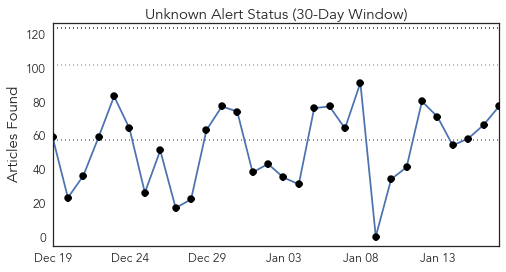 Unknown Alert Status (30-Day Window)
120
100
80
60
40
20
0
Articles Found
Dec 19 Dec 24 Dec 29 Jan 03 Jan 08 Jan 13